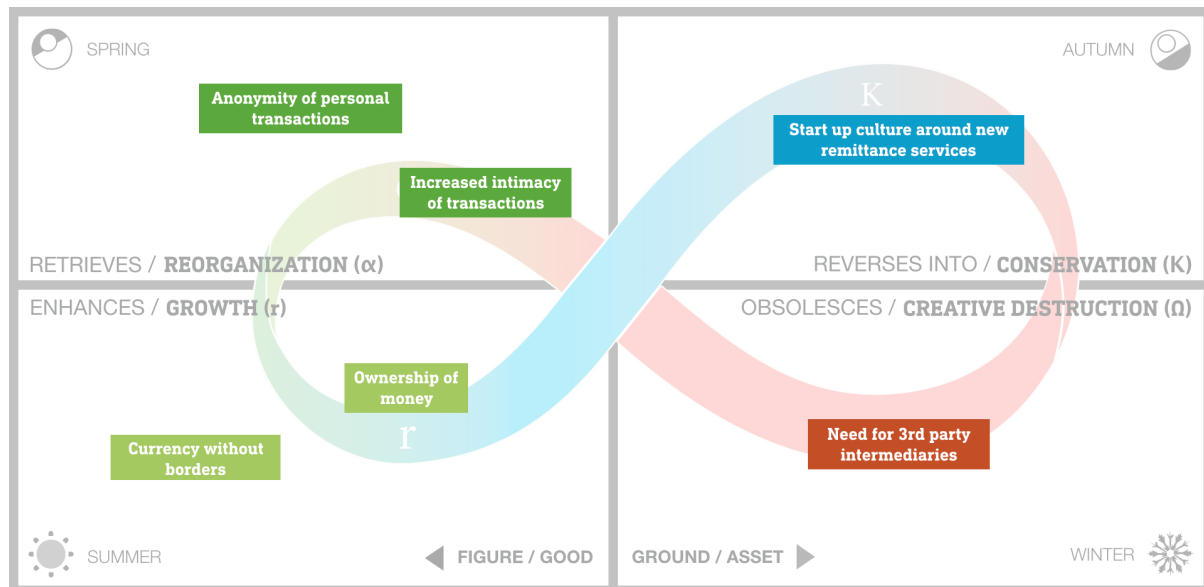 SPRING
AUTUMN
Anonymity of personal
transactions
K
Start up culture around new
remittance services
Increased intimacy
of transactions
RETRIEVES / REORGANIZATION (α)
REVERSES INTO / CONSERVATION (K)
ENHANCES / GROWTH (r)
OBSOLESCES / CREATIVE DESTRUCTION (Ω)
Ownership of
money
r
Currency without
borders
Need for 3rd party
intermediaries
SUMMER
FIGURE / GOOD
GROUND / ASSET
WINTER